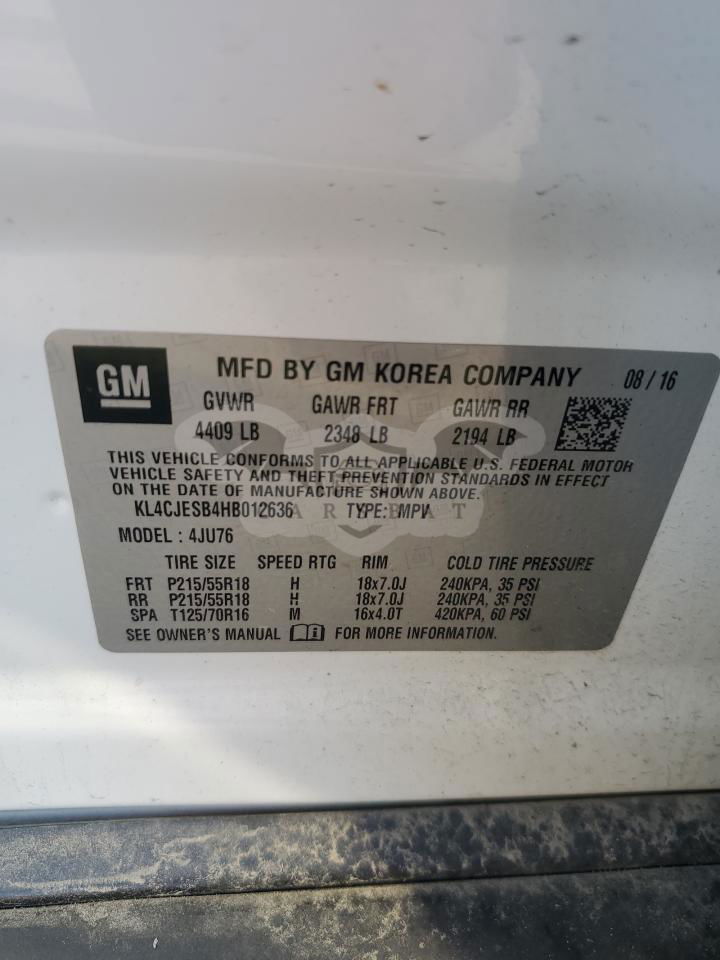 GM MFD BY GM KOREA COMPANY 08 / 16
GVWR GAWR FRT GAWR RR
4409 LB 2348 LB 2194 LB
THIS VEHICLE CONFORMS TO ALL APPLICABLE U.S. FEDERAL MOTOR
VEHICLE SAFETY AND THEFT PREVENTION STANDARDS IN EFFECT
ON THE DATE OF MANUFACTURE SHOWN ABOVE.
KL4CJESB4HB012636 TYPE: MPV
CARSBAT
MODEL : 4JU76
TIRE SIZE SPEED RTG RIM COLD TIRE PRESSURE
FRT P215/55R18 H 18x7.0J 240KPA, 35 PSI
RR P215/55R18 H 18x7.0J 240KPA, 35 PSI
SPA T125/70R16 M 16x4.0T 420KPA, 60 PSI
SEE OWNER'S MANUAL FOR MORE INFORMATION.